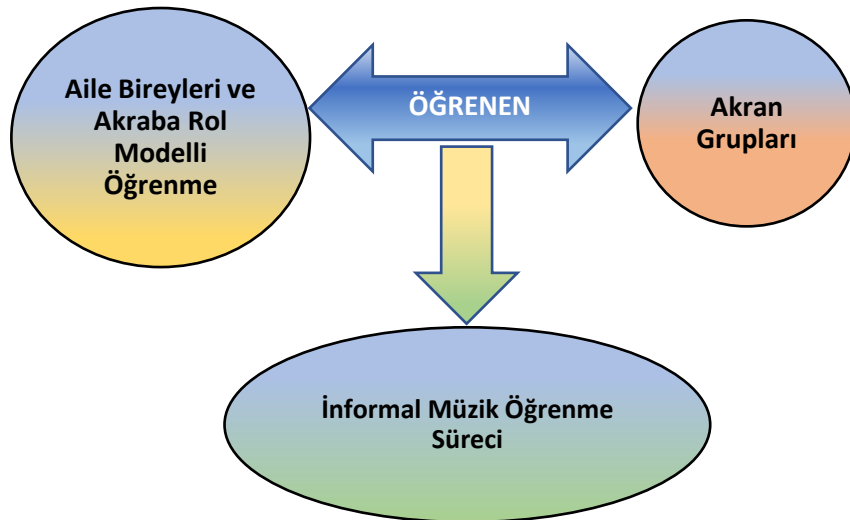 Aile Bireyleri ve
Akraba Rol
Modelli
Öğrenme
ÖĞRENEN
Akran
Grupları
İnformal Müzik Öğrenme
Süreci